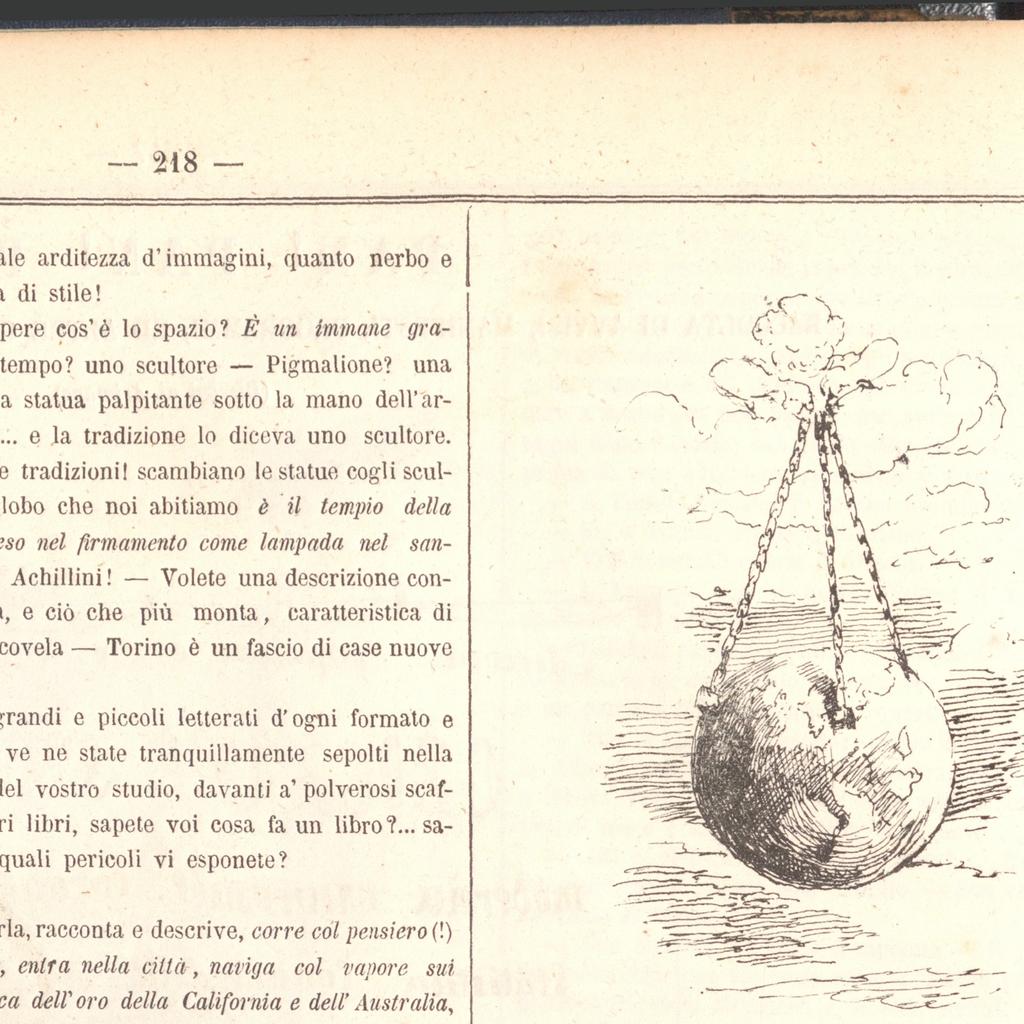 — 218 —
ale arditezza d'immagini, quanto nerbo e
a di stile!
pere cos'è lo spazio? È un immane gra-
tempo? uno scultore — Pigmalione? una
a statua palpitante sotto la mano dell'ar-
... e la tradizione lo diceva uno scultore.
e tradizioni! scambiano le statue cogli scul-
lobo che noi abitiamo è il tempio della
eso nel firmamento come lampada nel san-
Achillini! — Volete una descrizione con-
a, e ciò che più monta, caratteristica di
covela — Torino è un fascio di case nuove
grandi e piccoli letterati d'ogni formato e
ve ne state tranquillamente sepolti nella
del vostro studio, davanti a' polverosi scaf-
ri libri, sapete voi cosa fa un libro?... sa-
quali pericoli vi esponete?
rla, racconta e descrive, corre col pensiero (!)
, entra nella città, naviga col vapore sui
ca dell'oro della California e dell'Australia,